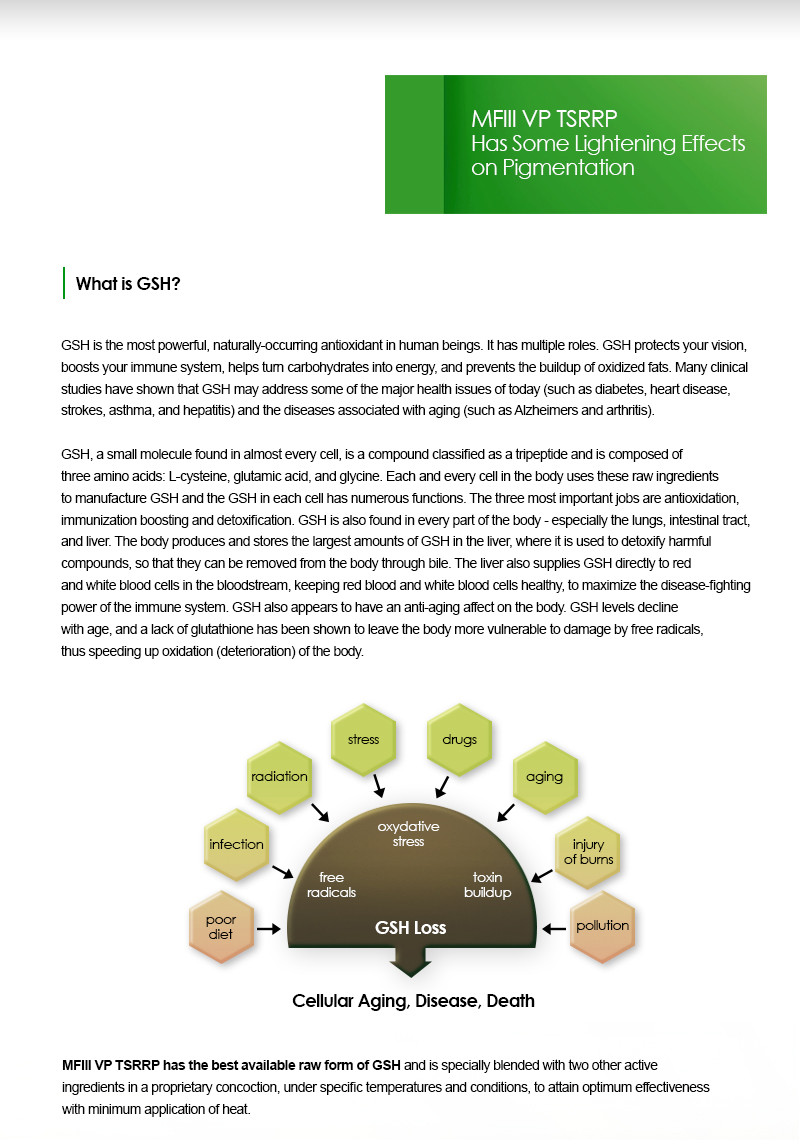 MFIII VP TSRRP
Has Some Lightening Effects
on Pigmentation
What is GSH?
GSH is the most powerful, naturally-occurring antioxidant in human beings. It has multiple roles. GSH protects your vision,
boosts your immune system, helps turn carbohydrates into energy, and prevents the buildup of oxidized fats. Many clinical
studies have shown that GSH may address some of the major health issues of today (such as diabetes, heart disease,
strokes, asthma, and hepatitis) and the diseases associated with aging (such as Alzheimers and arthritis).
GSH, a small molecule found in almost every cell, is a compound classified as a tripeptide and is composed of
three amino acids: L-cysteine, glutamic acid, and glycine. Each and every cell in the body uses these raw ingredients
to manufacture GSH and the GSH in each cell has numerous functions. The three most important jobs are antioxidation,
immunization boosting and detoxification. GSH is also found in every part of the body - especially the lungs, intestinal tract,
and liver. The body produces and stores the largest amounts of GSH in the liver, where it is used to detoxify harmful
compounds, so that they can be removed from the body through bile. The liver also supplies GSH directly to red
and white blood cells in the bloodstream, keeping red blood and white blood cells healthy, to maximize the disease-fighting
power of the immune system. GSH also appears to have an anti-aging affect on the body. GSH levels decline
with age, and a lack of glutathione has been shown to leave the body more vulnerable to damage by free radicals,
thus speeding up oxidation (deterioration) of the body.
stress
drugs
radiation
aging
infection
injury
of burns
poor
diet
pollution
oxydative
stress
free
radicals
toxin
buildup
GSH Loss
Cellular Aging, Disease, Death
MFIII VP TSRRP has the best available raw form of GSH and is specially blended with two other active
ingredients in a proprietary concoction, under specific temperatures and conditions, to attain optimum effectiveness
with minimum application of heat.